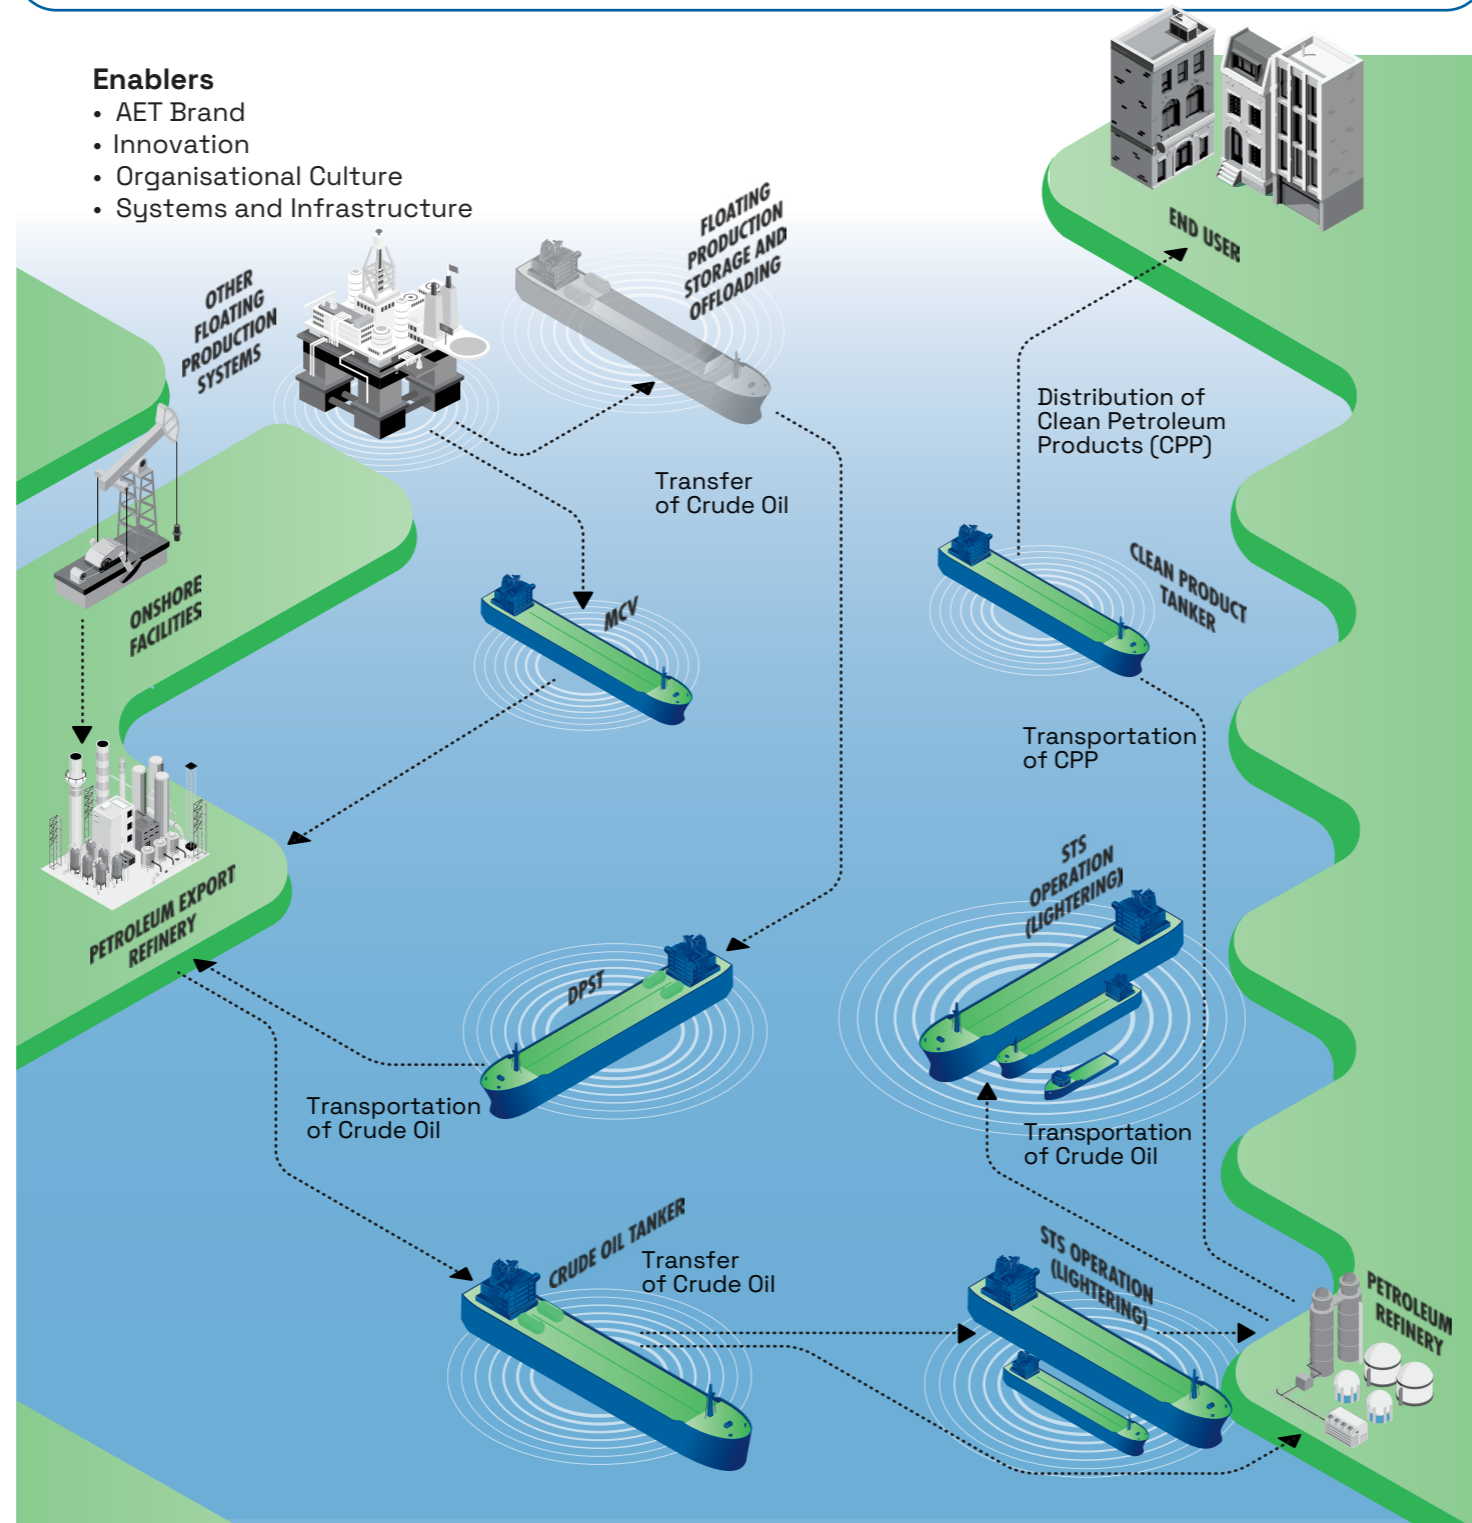 Enablers
• AET Brand
• Innovation
• Organisational Culture
• Systems and Infrastructure
OTHER
FLOATING
PRODUCTION
SYSTEMS
FLOATING
PRODUCTION
STORAGE AND
OFFLOADING
END USER
Distribution of
Clean Petroleum
Products (CPP)
Transfer
of Crude Oil
ONSHORE
FACILITIES
MCV
CLEAN PRODUCT
TANKER
Transportation
of CPP
PETROLEUM EXPORT
REFINERY
STS
OPERATION
(LIGHTERING)
DPST
Transportation
of Crude Oil
Transportation
of Crude Oil
CRUDE OIL TANKER
Transfer
of Crude Oil
STS OPERATION
(LIGHTERING)
PETROLEUM
REFINERY